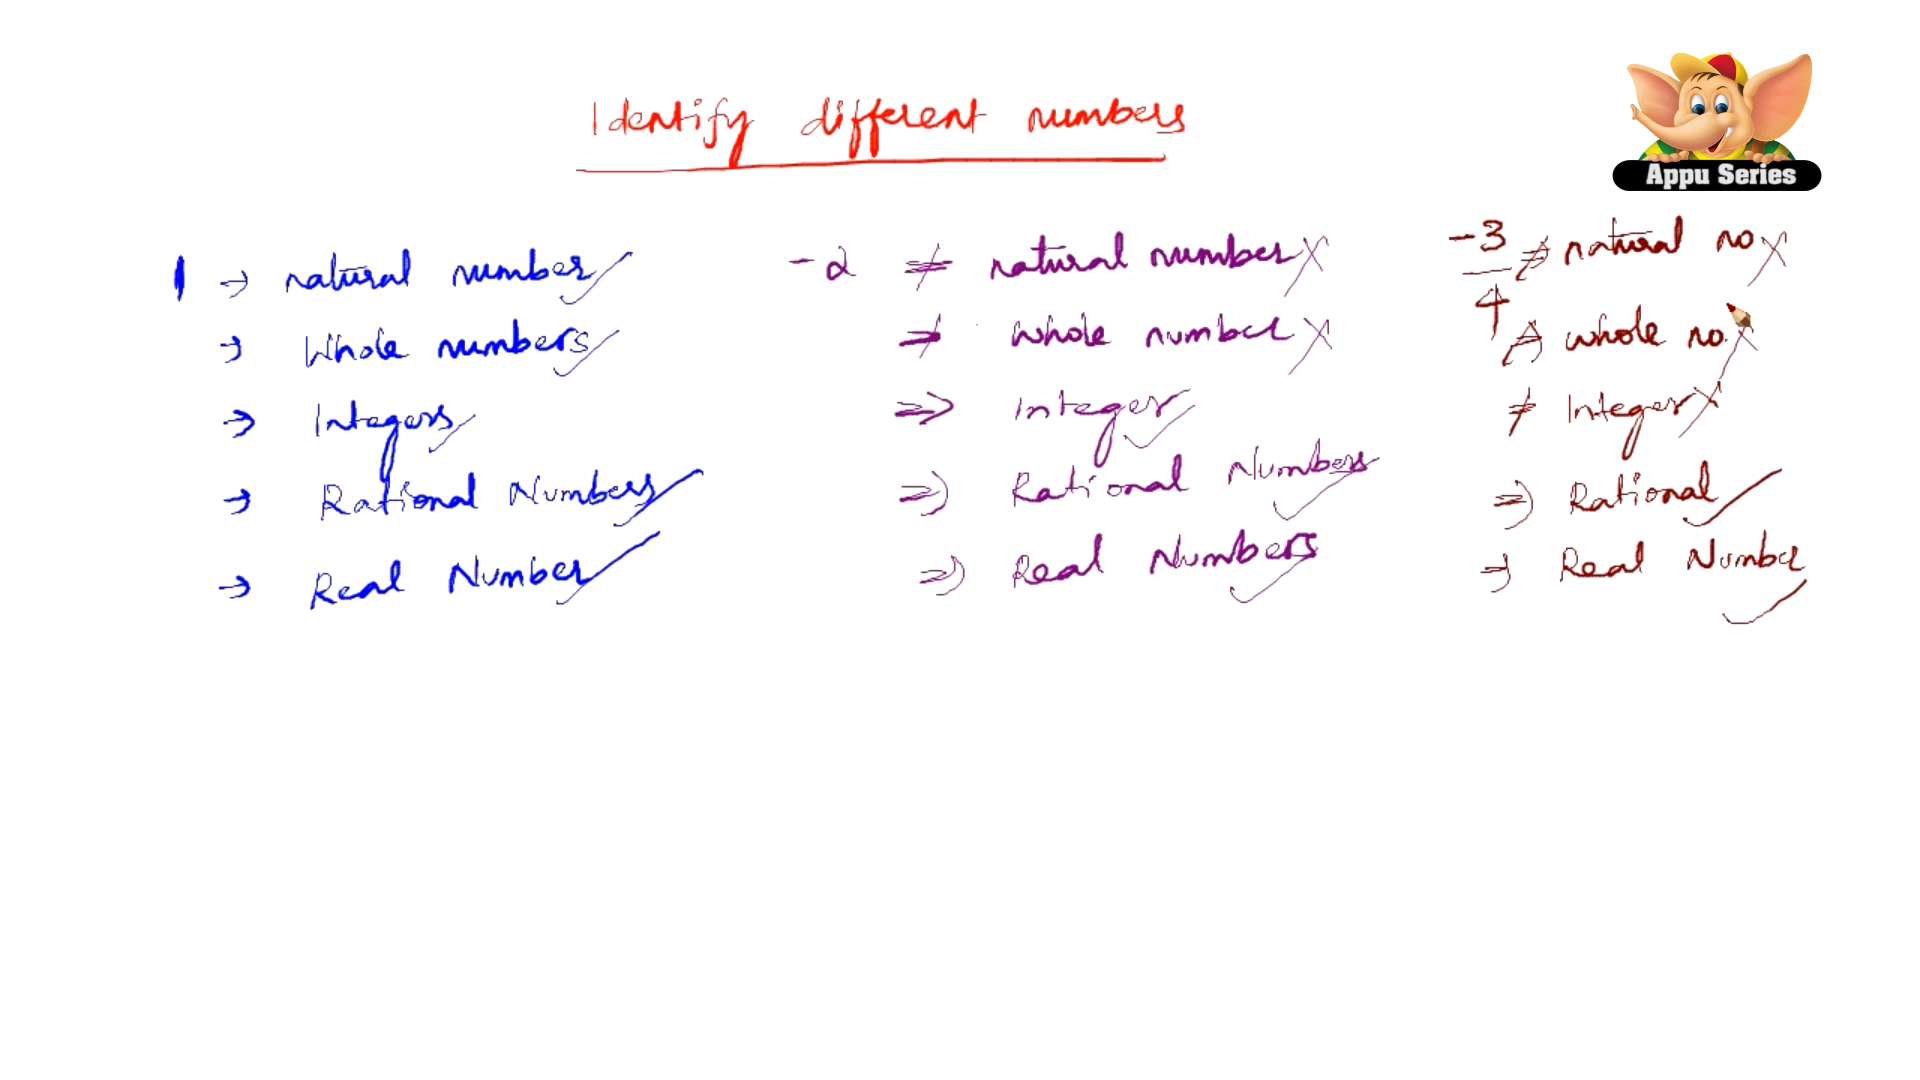 Identify different numbers
Appu Series
1 → natural number ✓
→ Whole numbers ✓
→ Integers ✓
→ Rational Numbers ✓
→ Real Number ✓
-2 ≠ natural number ✗
⇏ whole number ✗
⇒ integer ✓
⇒ Rational Numbers ✓
⇒ Real Numbers ✓
-3/4 ⇏ natural no ✗
⇏ whole no. ✗
⇏ Integer ✗
⇒ Rational ✓
⇒ Real Number ✓